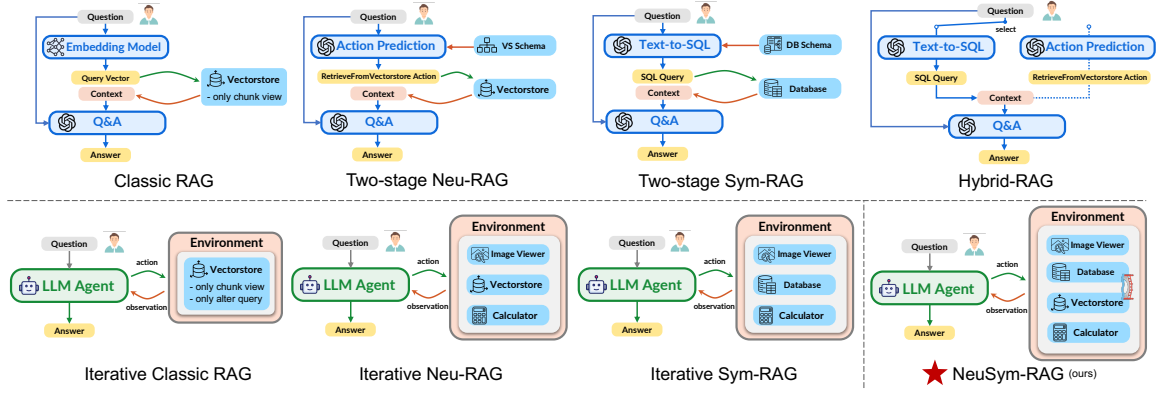 Question
Embedding Model
Query Vector
Context
Vectorstore
- only chunk view
Q&A
Answer
Classic RAG
Question
Action Prediction
VS Schema
RetrieveFromVectorstore Action
Context
Vectorstore
Q&A
Answer
Two-stage Neu-RAG
Question
Text-to-SQL
DB Schema
SQL Query
Context
Database
Q&A
Answer
Two-stage Sym-RAG
Question
select
Text-to-SQL
Action Prediction
SQL Query
RetrieveFromVectorstore Action
Context
Q&A
Answer
Hybrid-RAG
Question
LLM Agent
Answer
action
observation
Environment
Vectorstore
- only chunk view
- only alter query
Iterative Classic RAG
Question
LLM Agent
Answer
action
observation
Environment
Image Viewer
Vectorstore
Calculator
Iterative Neu-RAG
Question
LLM Agent
Answer
action
observation
Environment
Image Viewer
Database
Calculator
Iterative Sym-RAG
Question
LLM Agent
Answer
action
observation
Environment
Image Viewer
Database
Vectorstore
Calculator
NeuSym-RAG (ours)